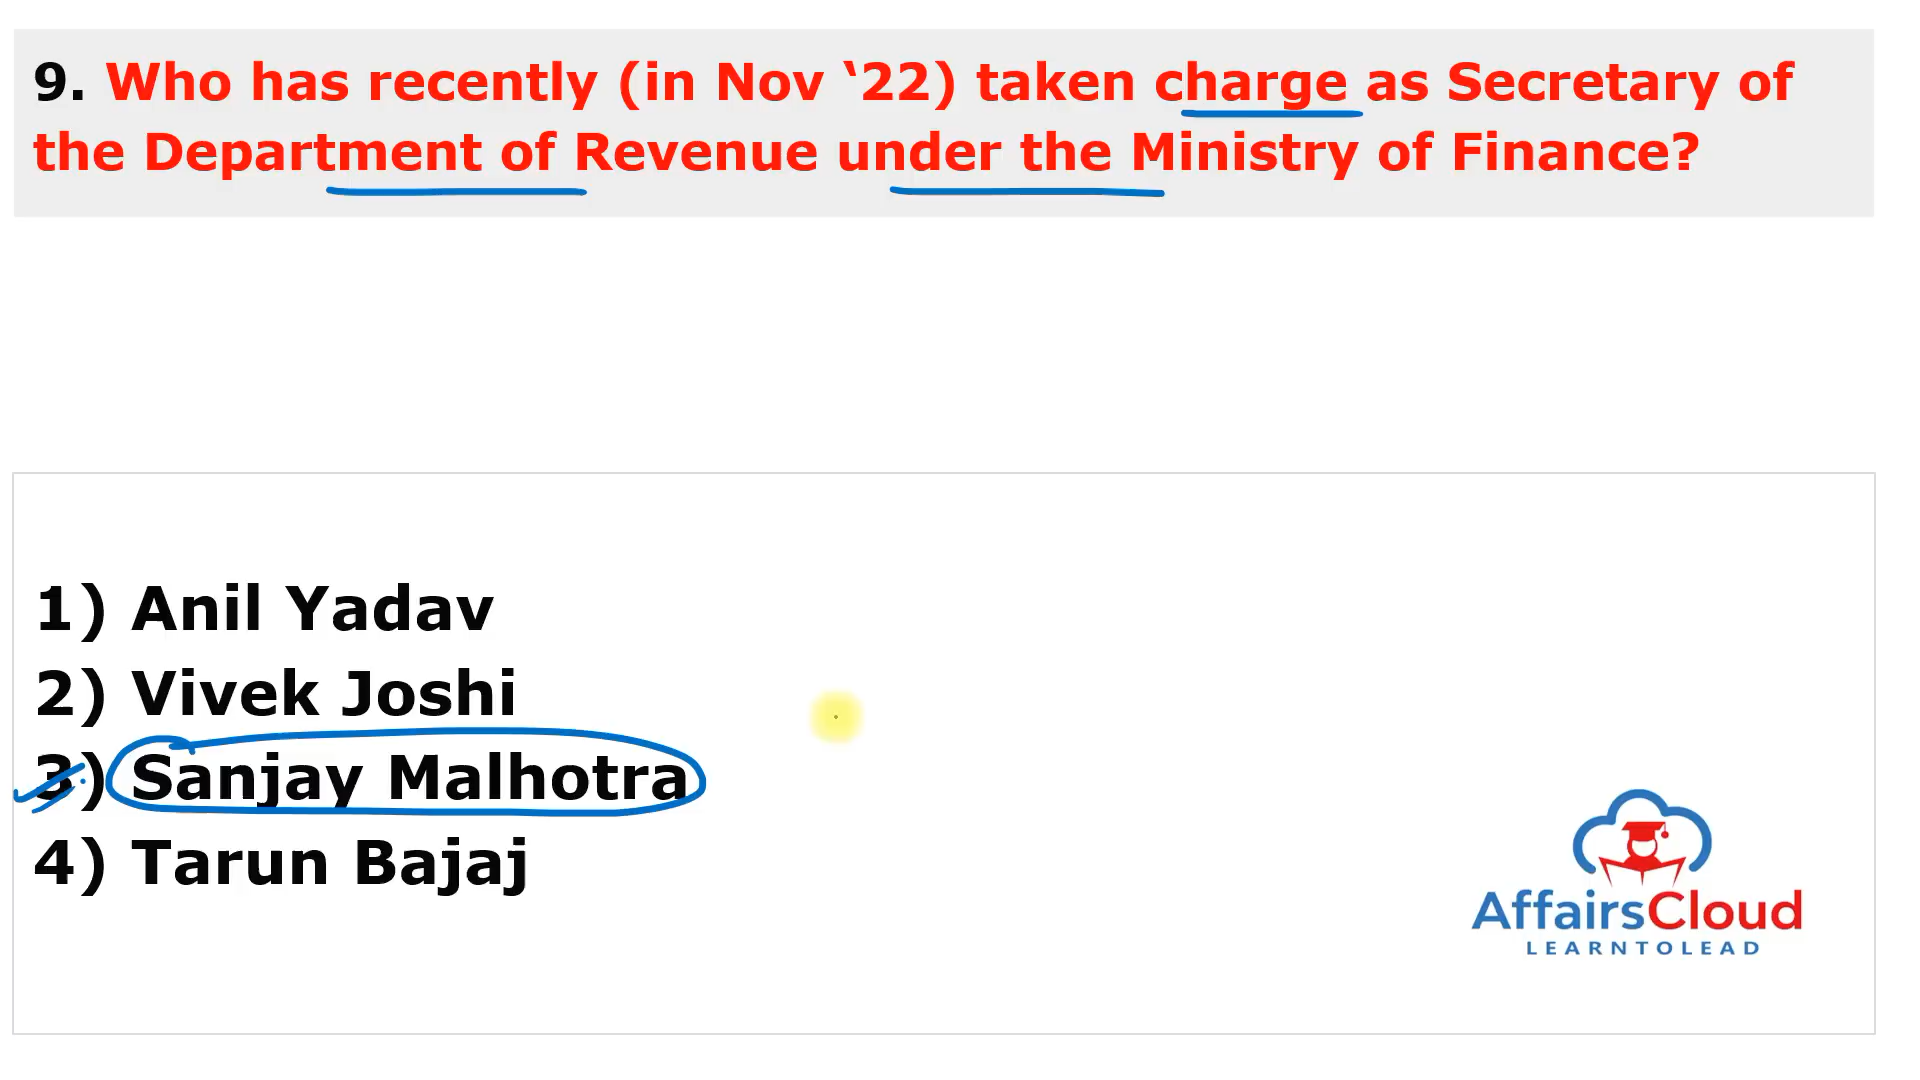 9. Who has recently (in Nov ‘22) taken charge as Secretary of
the Department of Revenue under the Ministry of Finance?
1) Anil Yadav
2) Vivek Joshi
3) Sanjay Malhotra
4) Tarun Bajaj
AffairsCloud
LEARNTOLEAD